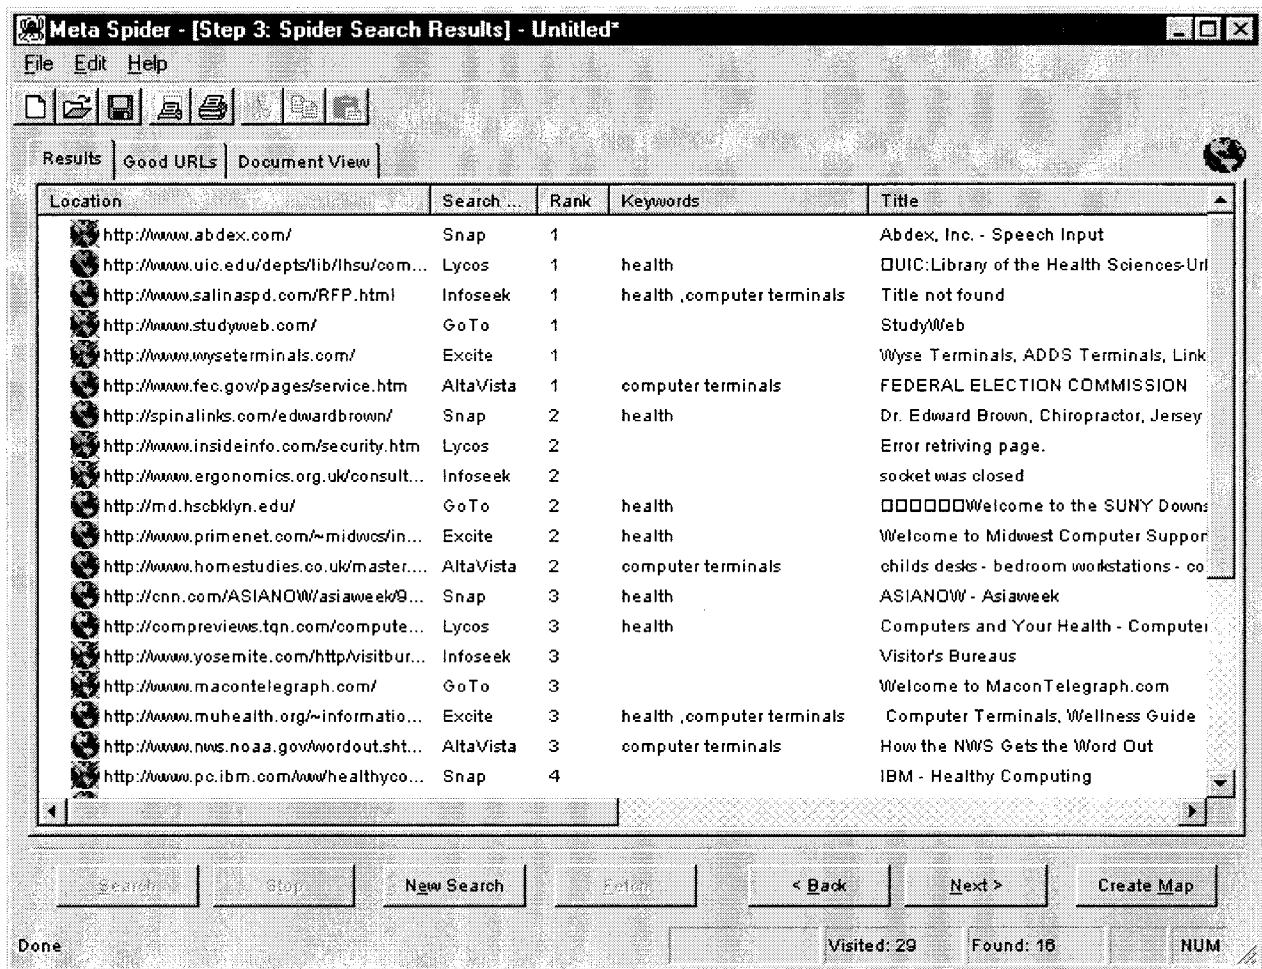 Meta Spider - [Step 3: Spider Search Results] - Untitled*
File Edit Help
Results Good URLs Document View
Location Search ... Rank Keywords Title
http://www.abdex.com/ Snap 1 Abdex, Inc. - Speech Input
http://www.uic.edu/depts/lib/lhsu/com... Lycos 1 health □UIC:Library of the Health Sciences-Url
http://www.salinaspd.com/RFP.html Infoseek 1 health ,computer terminals Title not found
http://www.studyweb.com/ GoTo 1 StudyWeb
http://www.wyseterminals.com/ Excite 1 Wyse Terminals, ADDS Terminals, Link
http://www.fec.gov/pages/service.htm AltaVista 1 computer terminals FEDERAL ELECTION COMMISSION
http://spinalinks.com/edwardbrown/ Snap 2 health Dr. Edward Brown, Chiropractor, Jersey
http://www.insideinfo.com/security.htm Lycos 2 Error retriving page.
http://www.ergonomics.org.uk/consult... Infoseek 2 socket was closed
http://md.hscbklyn.edu/ GoTo 2 health □□□□□□Welcome to the SUNY Downs
http://www.primenet.com/~midwcs/in... Excite 2 health Welcome to Midwest Computer Suppor
http://www.homestudies.co.uk/master.... AltaVista 2 computer terminals childs desks - bedroom workstations - co
http://cnn.com/ASIANOW/asiaweek/9... Snap 3 health ASIANOW - Asiaweek
http://compreviews.tqn.com/compute... Lycos 3 health Computers and Your Health - Computer
http://www.yosemite.com/http/visitbur... Infoseek 3 Visitor's Bureaus
http://www.macontelegraph.com/ GoTo 3 Welcome to MaconTelegraph.com
http://www.muhealth.org/~informatio... Excite 3 health ,computer terminals Computer Terminals, Wellness Guide
http://www.nws.noaa.gov/wordout.sht... AltaVista 3 computer terminals How the NWS Gets the Word Out
http://www.pc.ibm.com/ww/healthyco... Snap 4 IBM - Healthy Computing
Search Stop New Search Fetch < Back Next > Create Map
Done Visited: 29 Found: 16 NUM